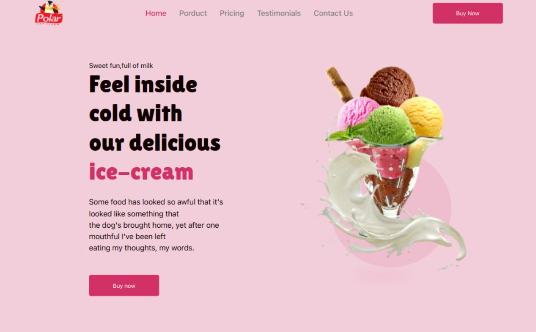 Polar
Home Porduct Pricing Testimonials Contact Us Buy Now
Sweet fun,full of milk
Feel inside
cold with
our delicious
ice-cream
Some food has looked so awful that it's
looked like something that
the dog's brought home, yet after one
mouthful I've been left
eating my thoughts, my words.
Buy now